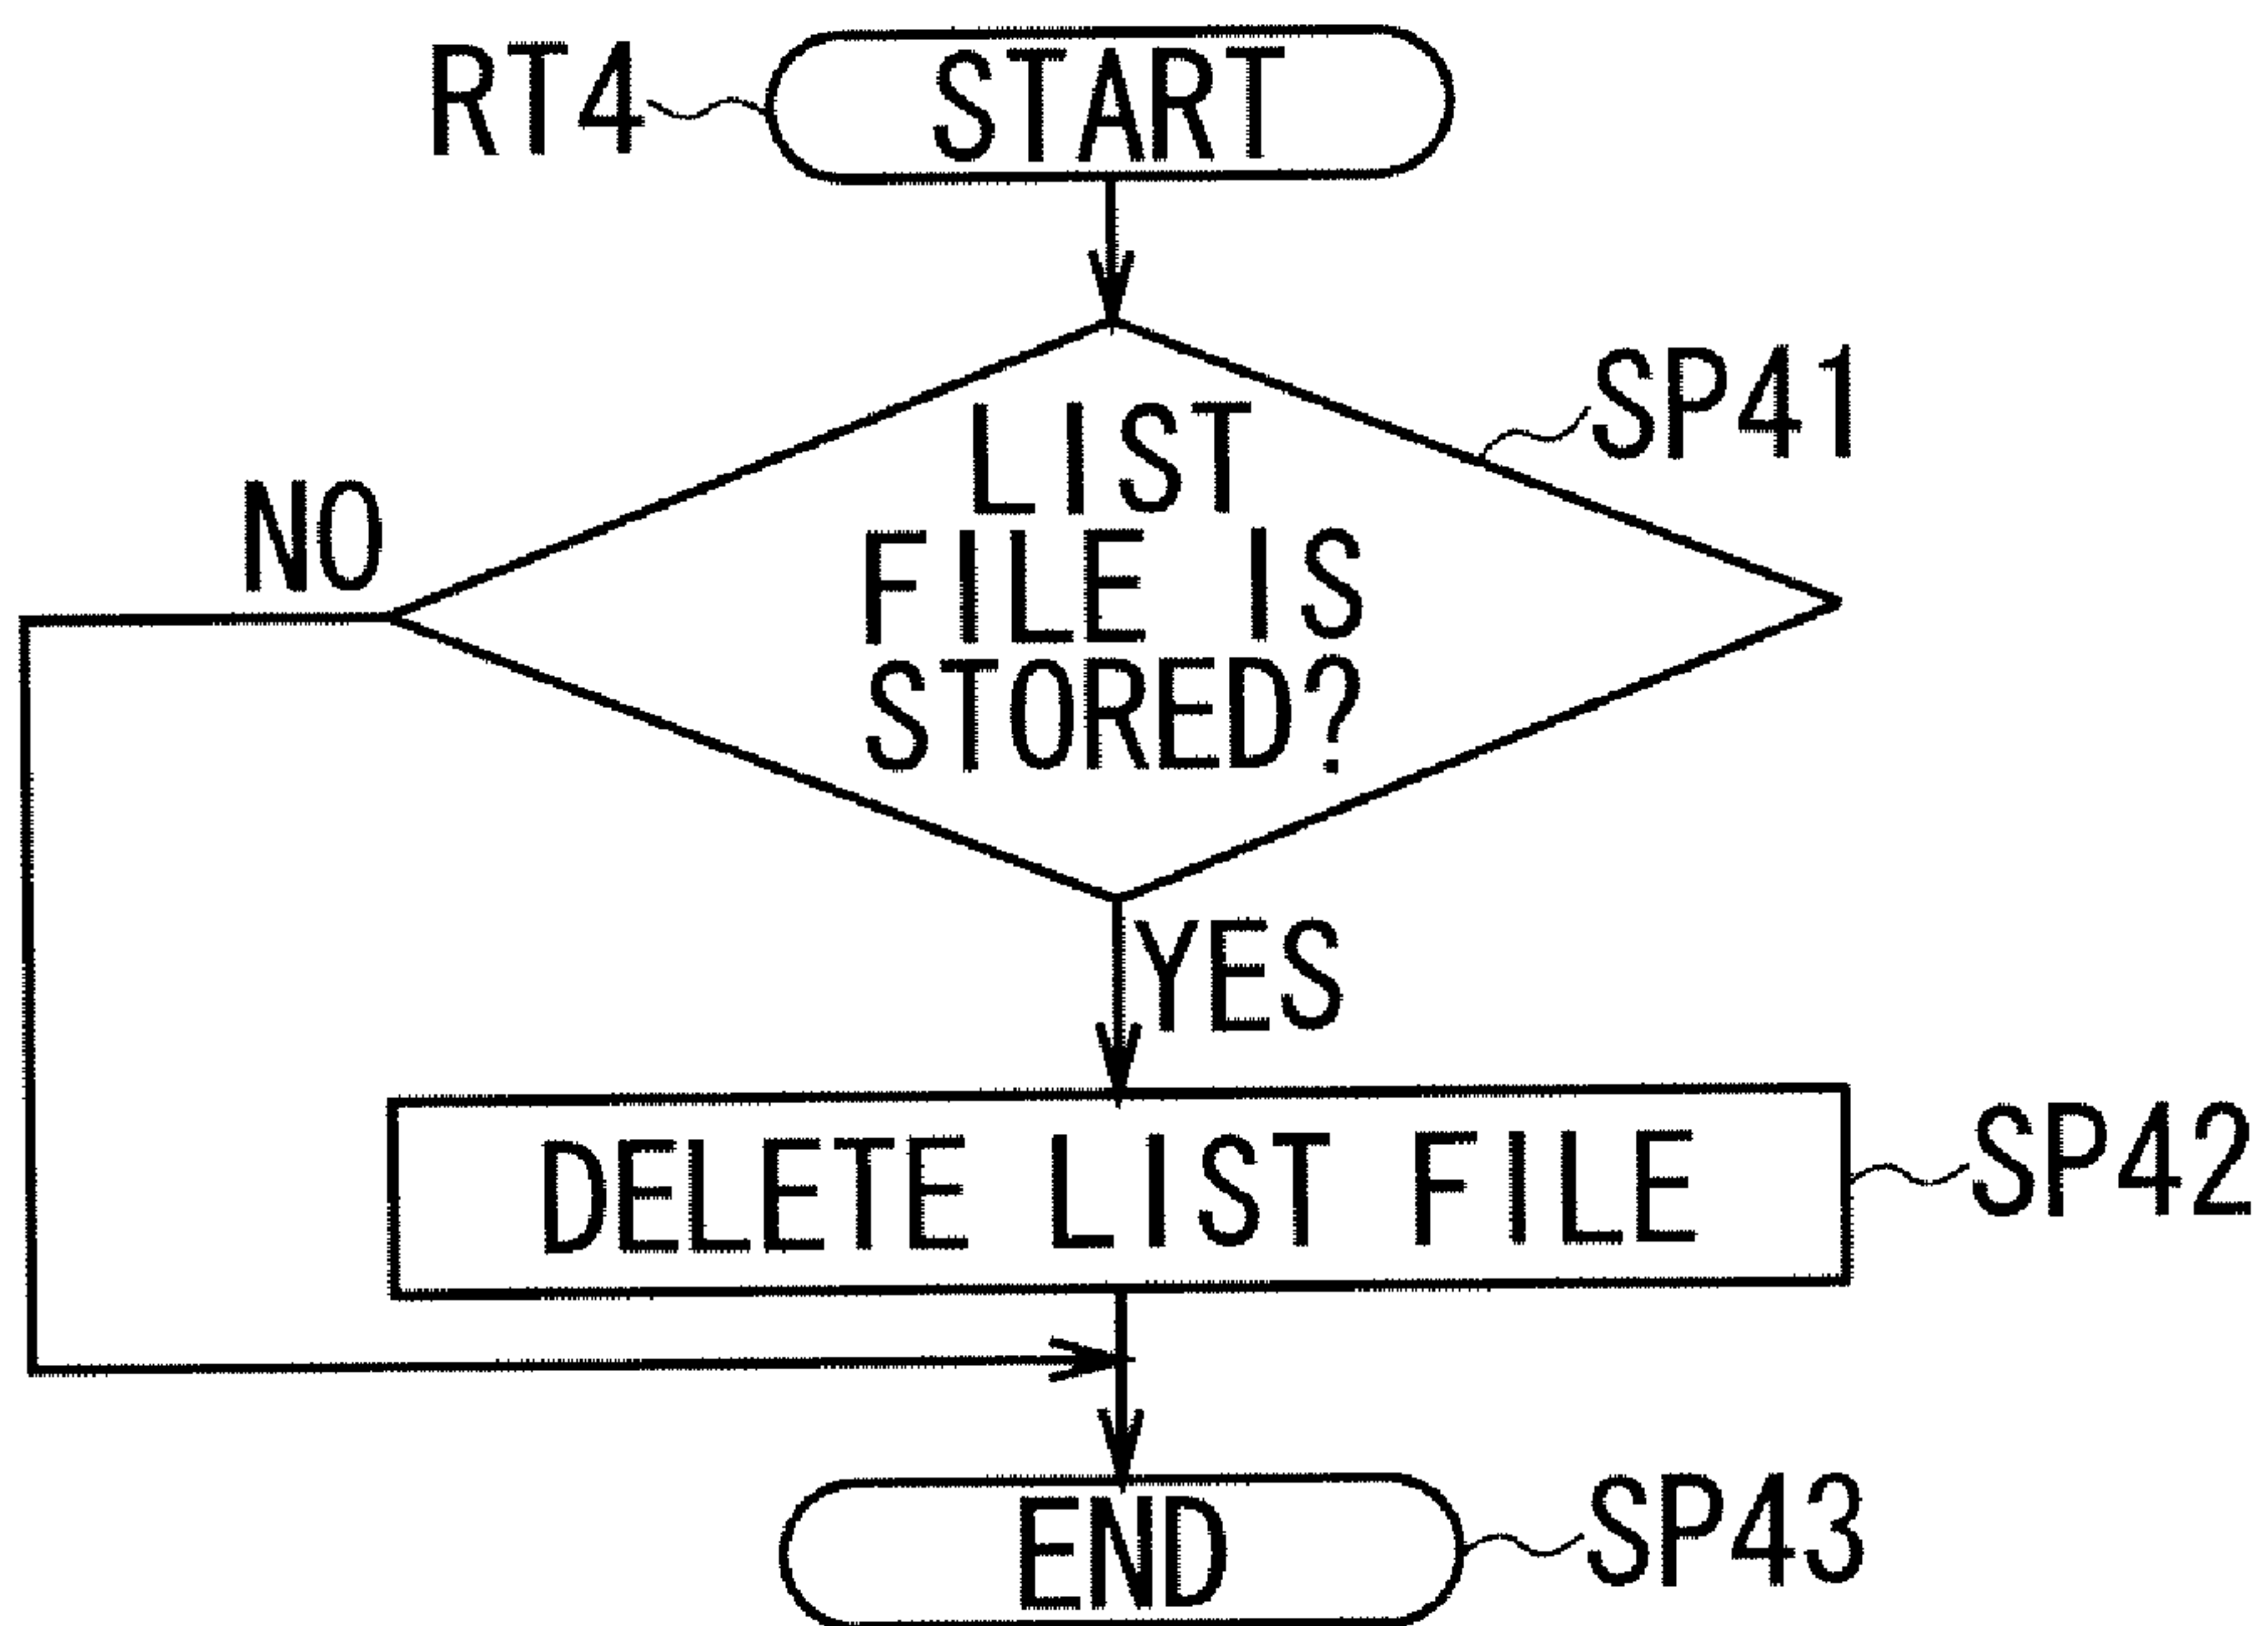 RT4
START
SP41
LIST
FILE IS
STORED?
NO
YES
DELETE LIST FILE
SP42
END
SP43